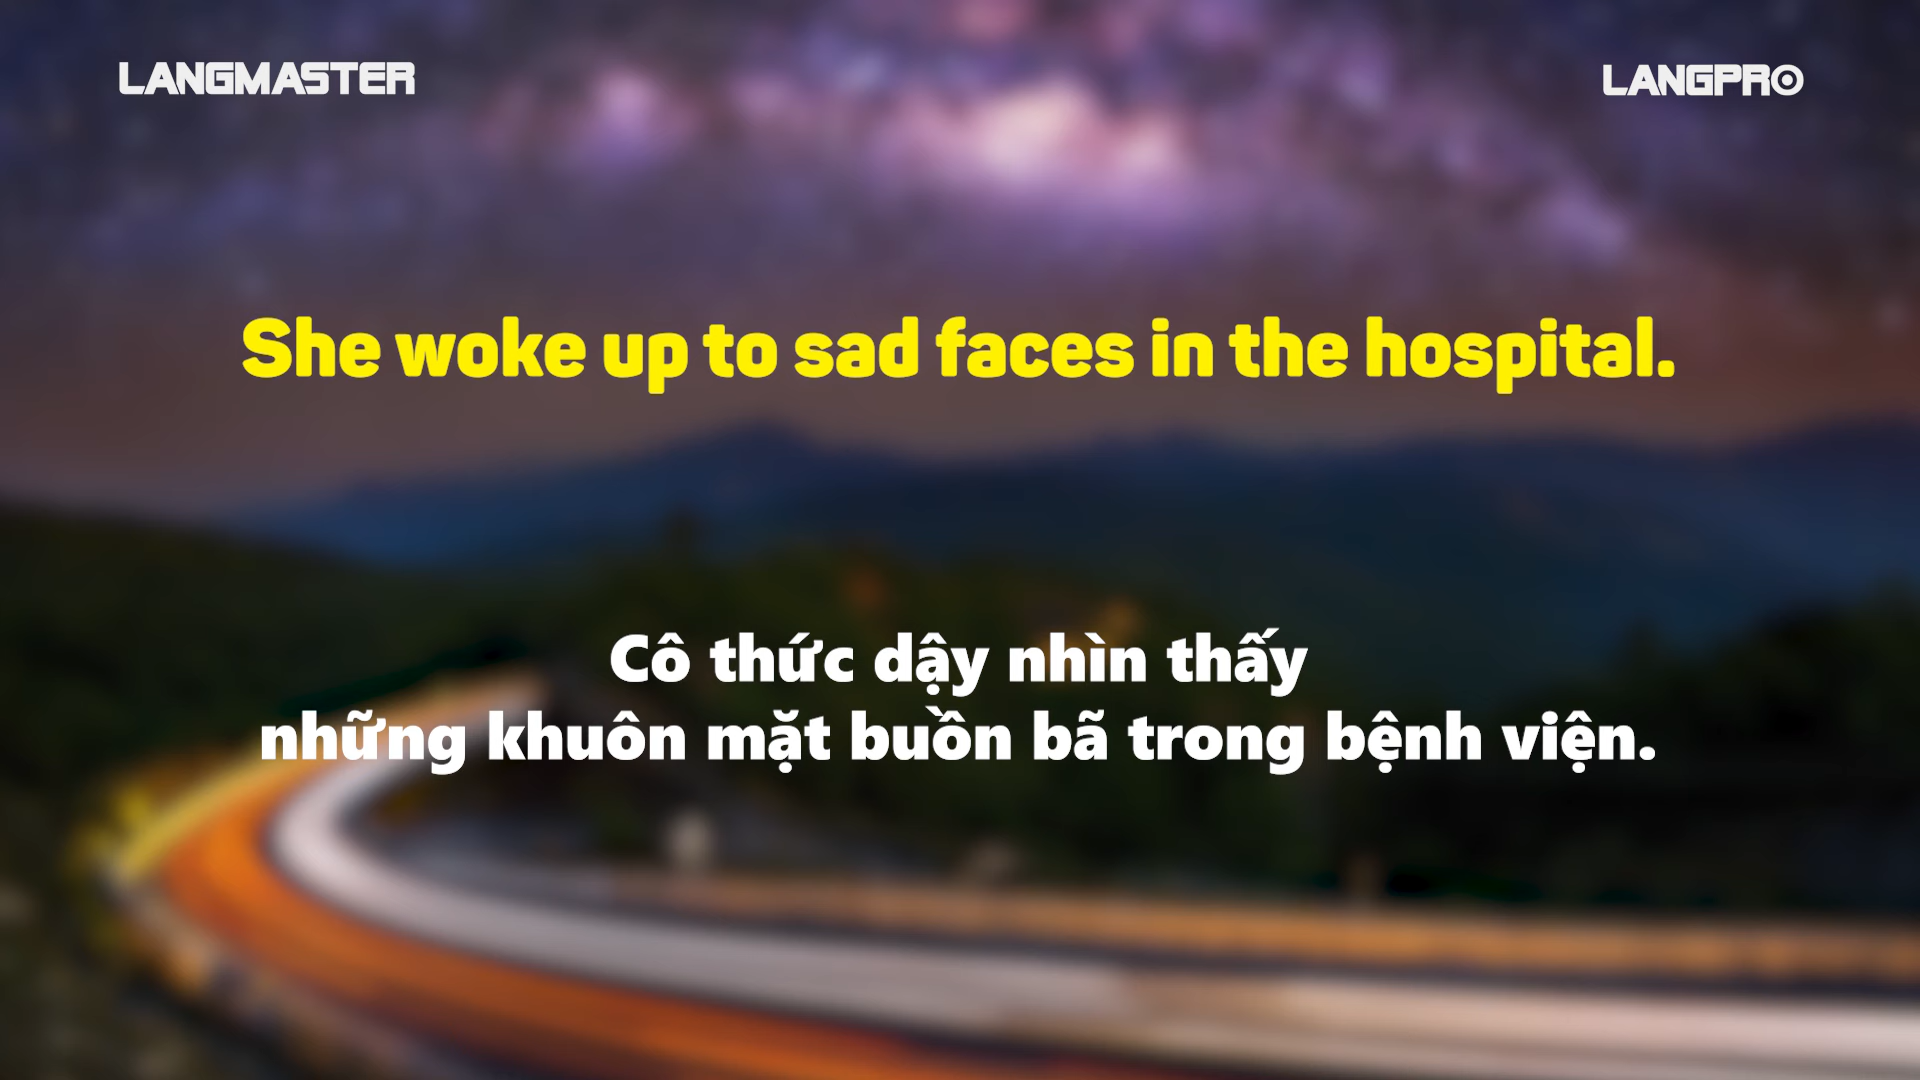 LANGMASTER
LANGPRO
She woke up to sad faces in the hospital.
Cô thức dậy nhìn thấy
những khuôn mặt buồn bã trong bệnh viện.